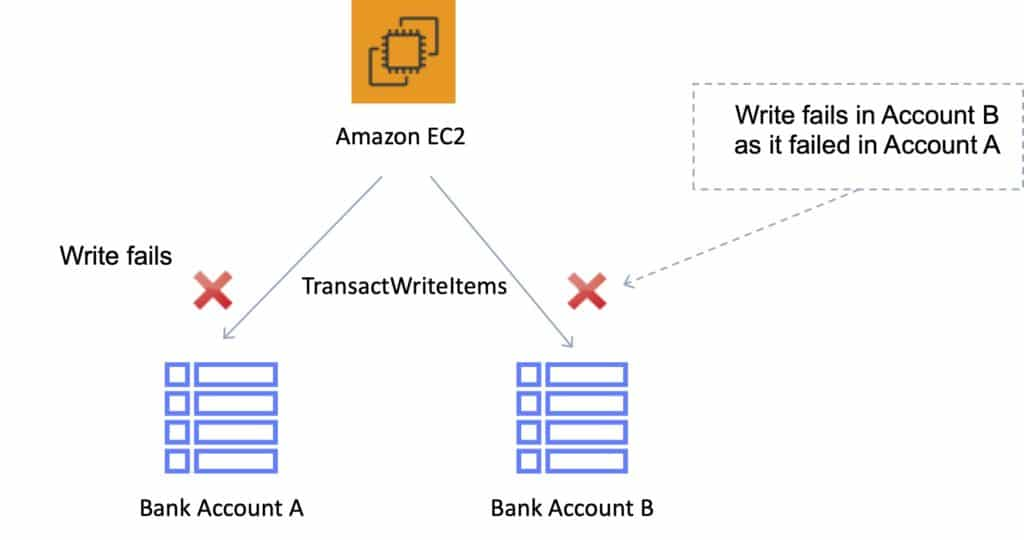 Amazon EC2
Write fails in Account B
as it failed in Account A
Write fails
TransactWriteItems
Bank Account A
Bank Account B